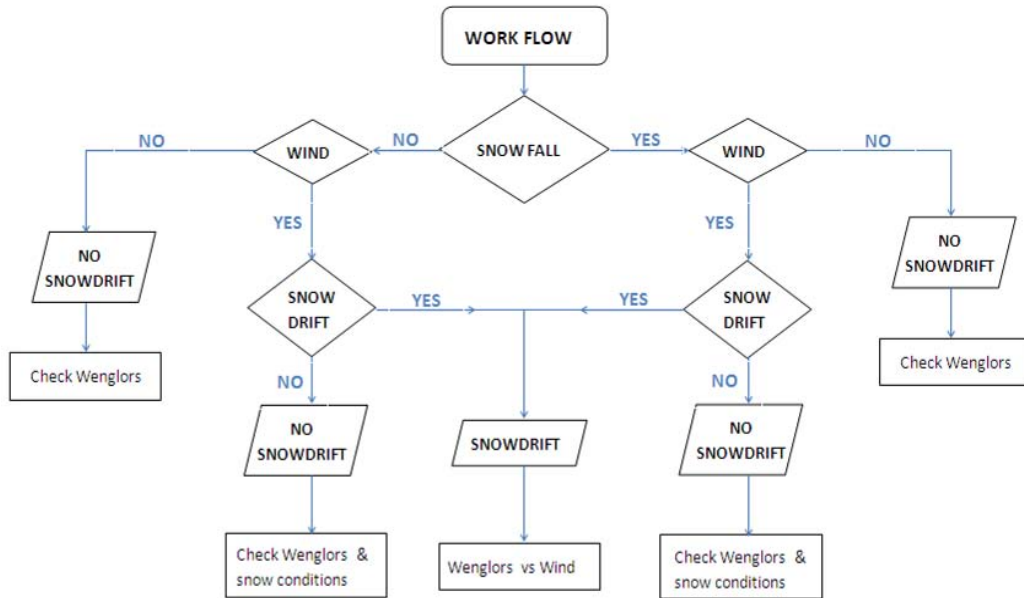 WORK FLOW
NO
WIND
NO
SNOW FALL
YES
WIND
NO
YES
YES
NO
SNOWDRIFT
SNOW
DRIFT
YES
YES
SNOW
DRIFT
NO
SNOWDRIFT
Check Wenglors
Check Wenglors
NO
NO
NO
SNOWDRIFT
SNOWDRIFT
NO
SNOWDRIFT
Check Wenglors &
snow conditions
Wenglors vs Wind
Check Wenglors &
snow conditions